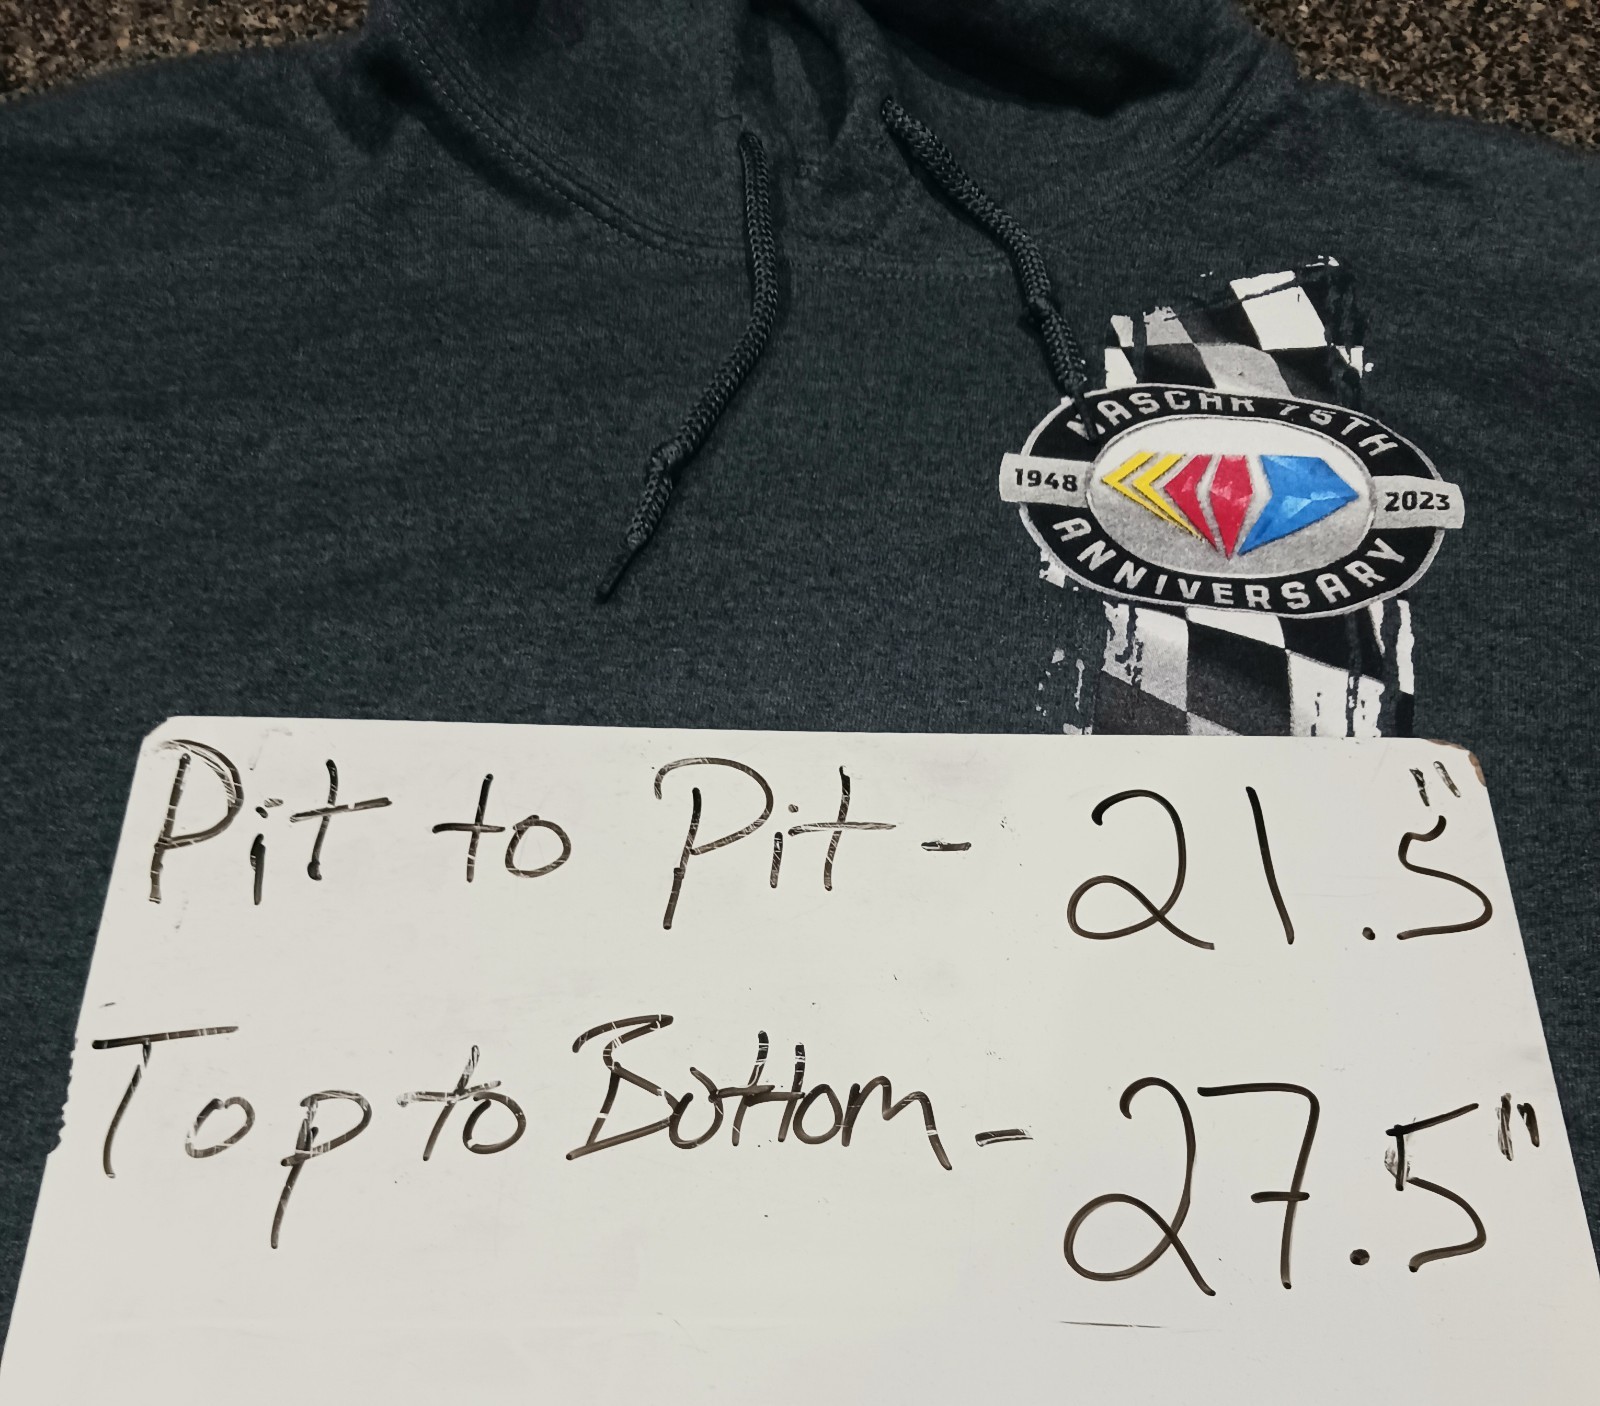 NASCAR 75TH
1948
2023
ANNIVERSARY
Pit to Pit - 21.5"
Top to Bottom - 27.5"